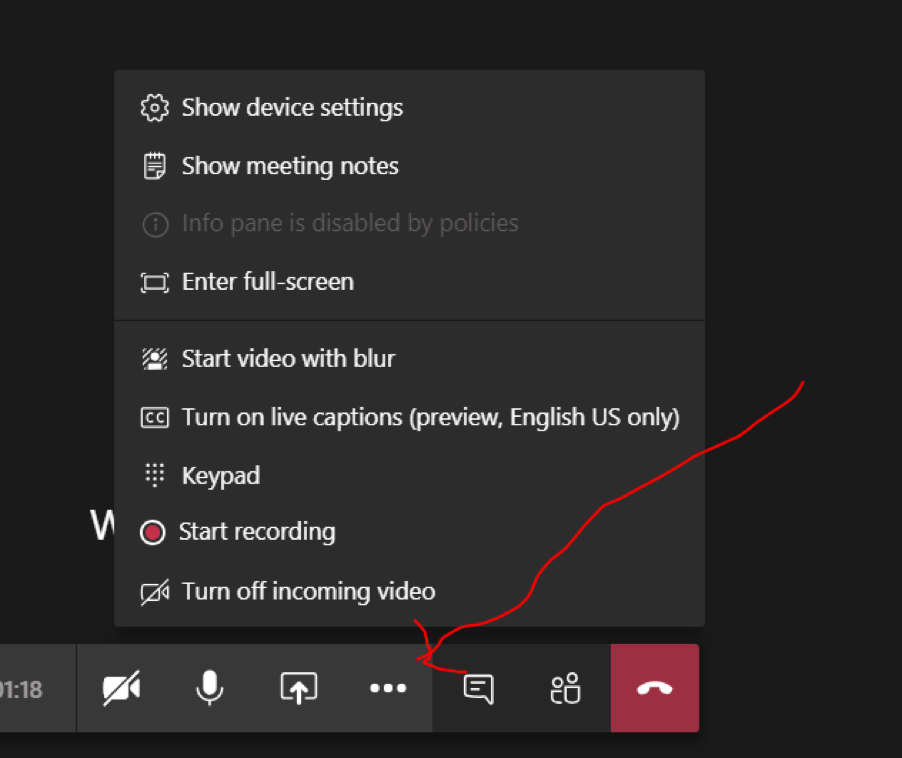 Show device settings
Show meeting notes
Info pane is disabled by policies
Enter full-screen
Start video with blur
CC Turn on live captions (preview, English US only)
Keypad
W
Start recording
Turn off incoming video
01:18